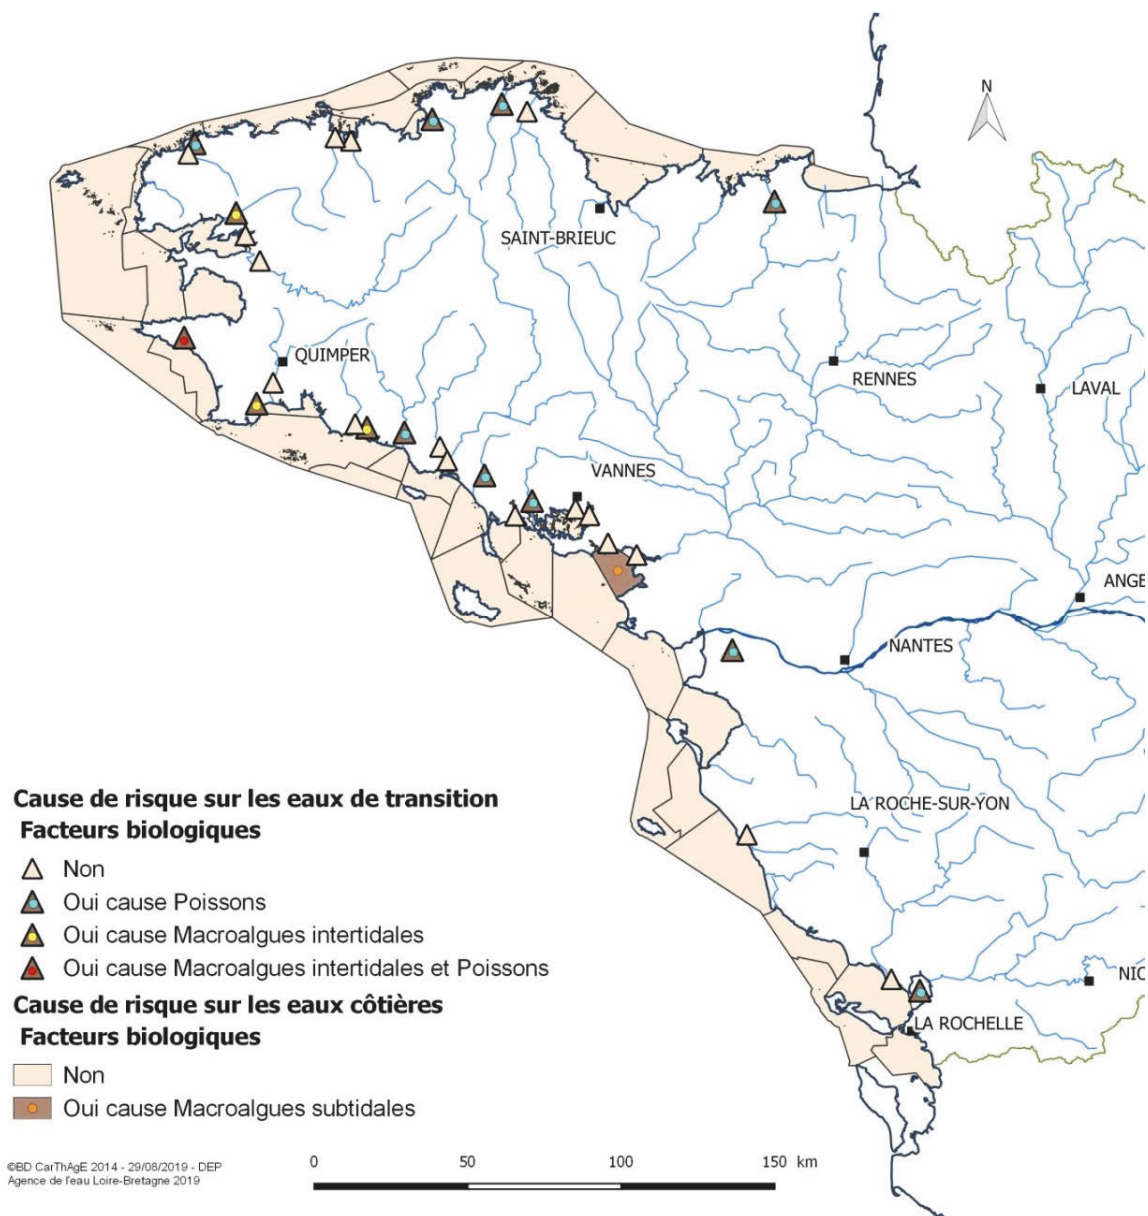 N
SAINT-BRIEUC
QUIMPER
RENNES
LAVAL
VANNES
ANGE
NANTES
LA ROCHE-SUR-YON
NIO
LA ROCHELLE
Cause de risque sur les eaux de transition
Facteurs biologiques
Non
Oui cause Poissons
Oui cause Macroalgues intertidales
Oui cause Macroalgues intertidales et Poissons
Cause de risque sur les eaux côtières
Facteurs biologiques
Non
Oui cause Macroalgues subtidales
©BD CarThAgE 2014 - 29/08/2019 - DEP
Agence de l'eau Loire-Bretagne 2019
0 50 100 150 km